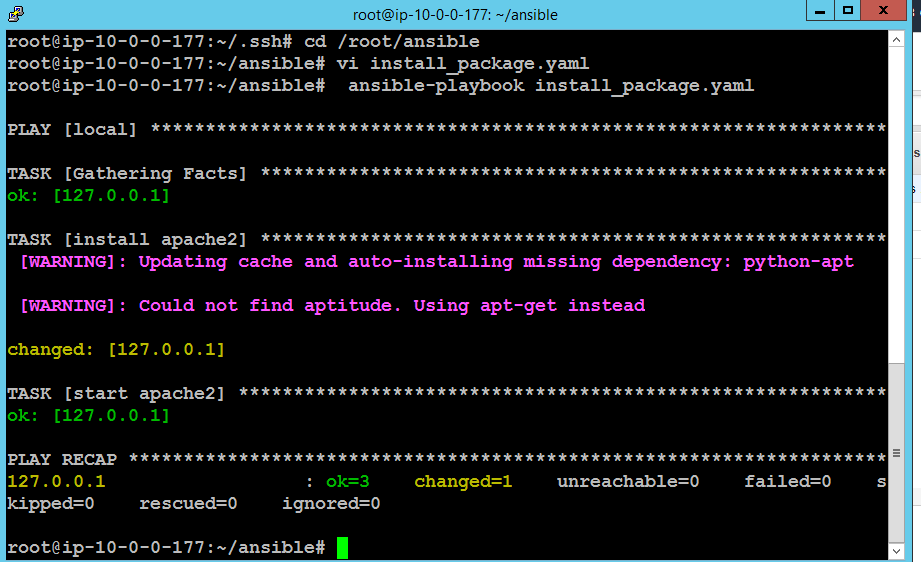 root@ip-10-0-0-177: ~/ansible
root@ip-10-0-0-177:~/.ssh# cd /root/ansible
root@ip-10-0-0-177:~/ansible# vi install_package.yaml
root@ip-10-0-0-177:~/ansible#  ansible-playbook install_package.yaml
PLAY [local] *******************************************************************
TASK [Gathering Facts] *********************************************************
ok: [127.0.0.1]
TASK [install apache2] *********************************************************
 [WARNING]: Updating cache and auto-installing missing dependency: python-apt
 [WARNING]: Could not find aptitude. Using apt-get instead
changed: [127.0.0.1]
TASK [start apache2] ***********************************************************
ok: [127.0.0.1]
PLAY RECAP *********************************************************************
127.0.0.1                  : ok=3    changed=1    unreachable=0    failed=0    s
kipped=0    rescued=0    ignored=0
root@ip-10-0-0-177:~/ansible#